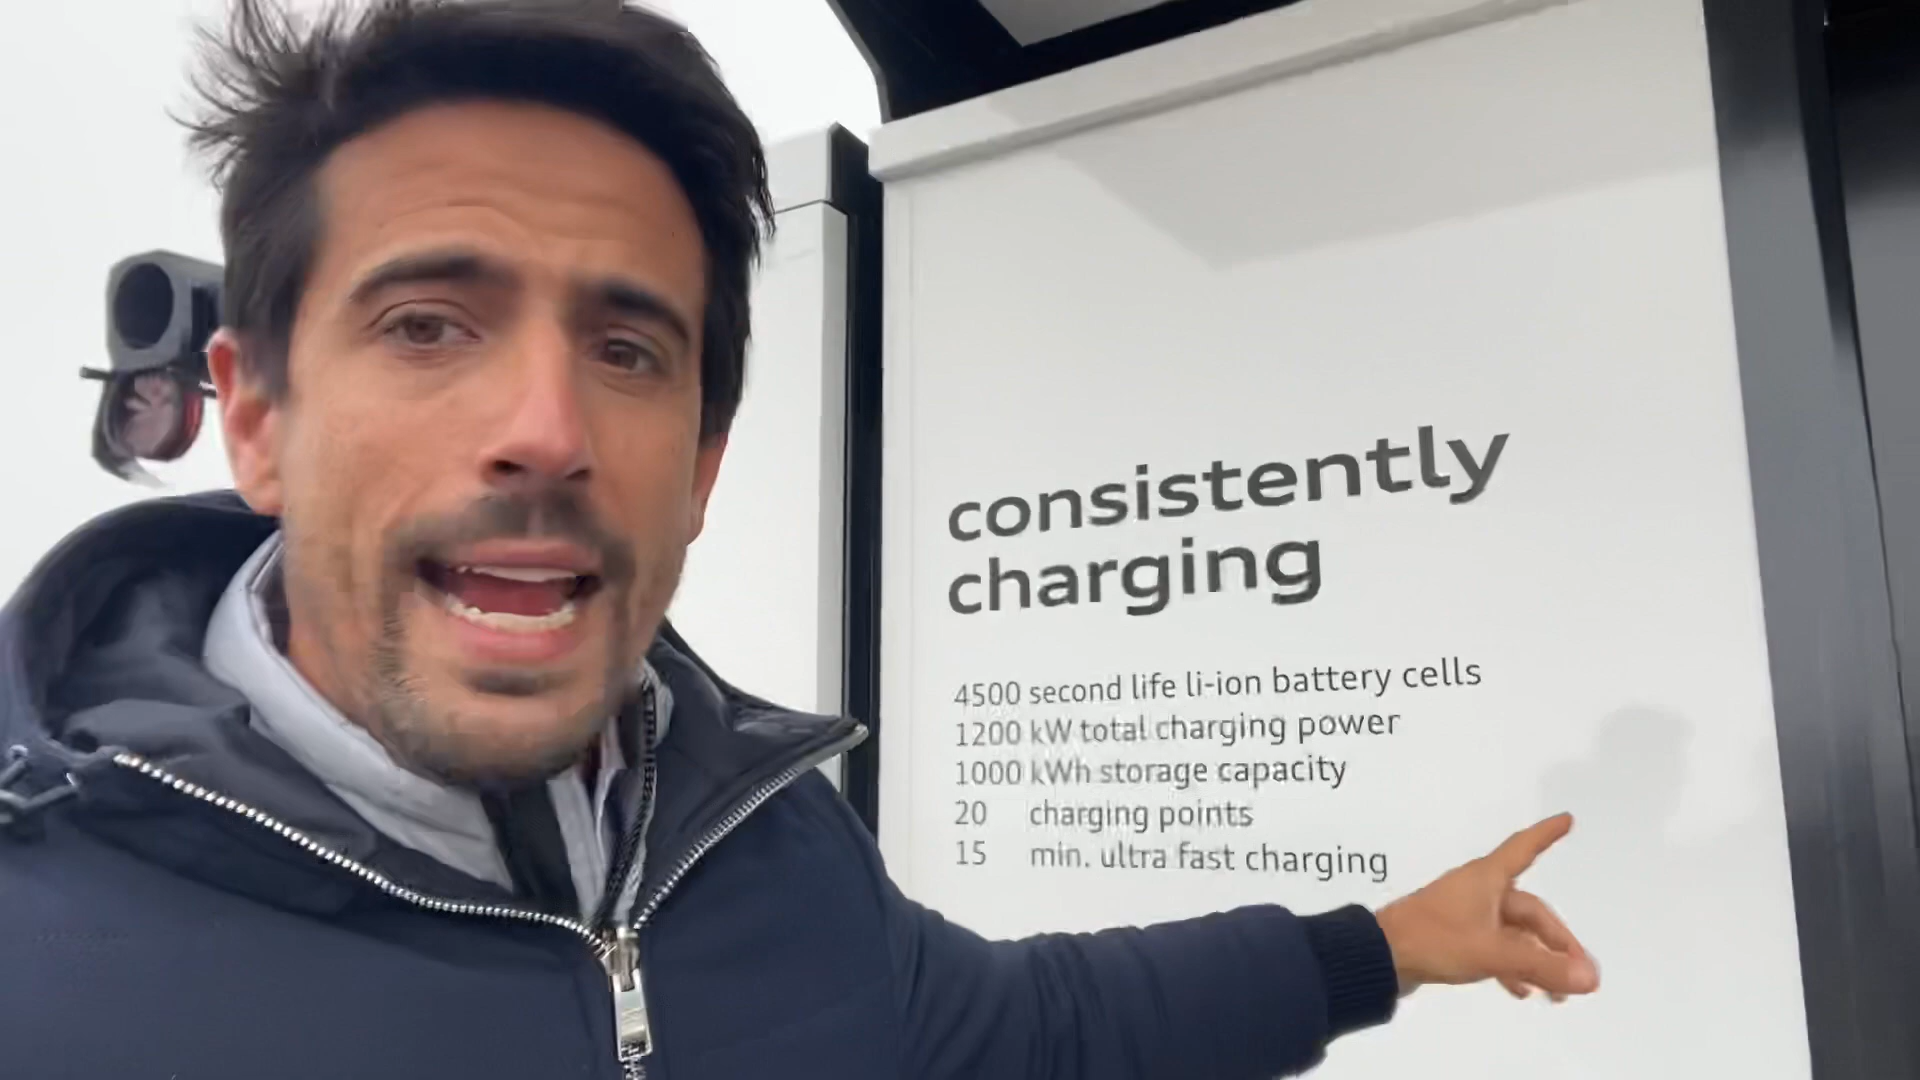 consistently
charging
4500 second life li-ion battery cells
1200 kW total charging power
1000 kWh storage capacity
20 charging points
15 min. ultra fast charging